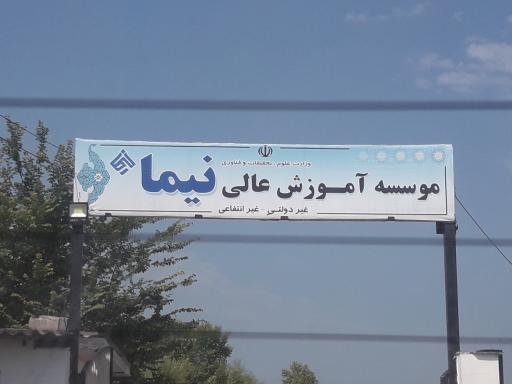 وزارت علوم، تحقیقات و فناوری
موسسه آموزش عالی نیما
غیر دولتی - غیر انتفاعی